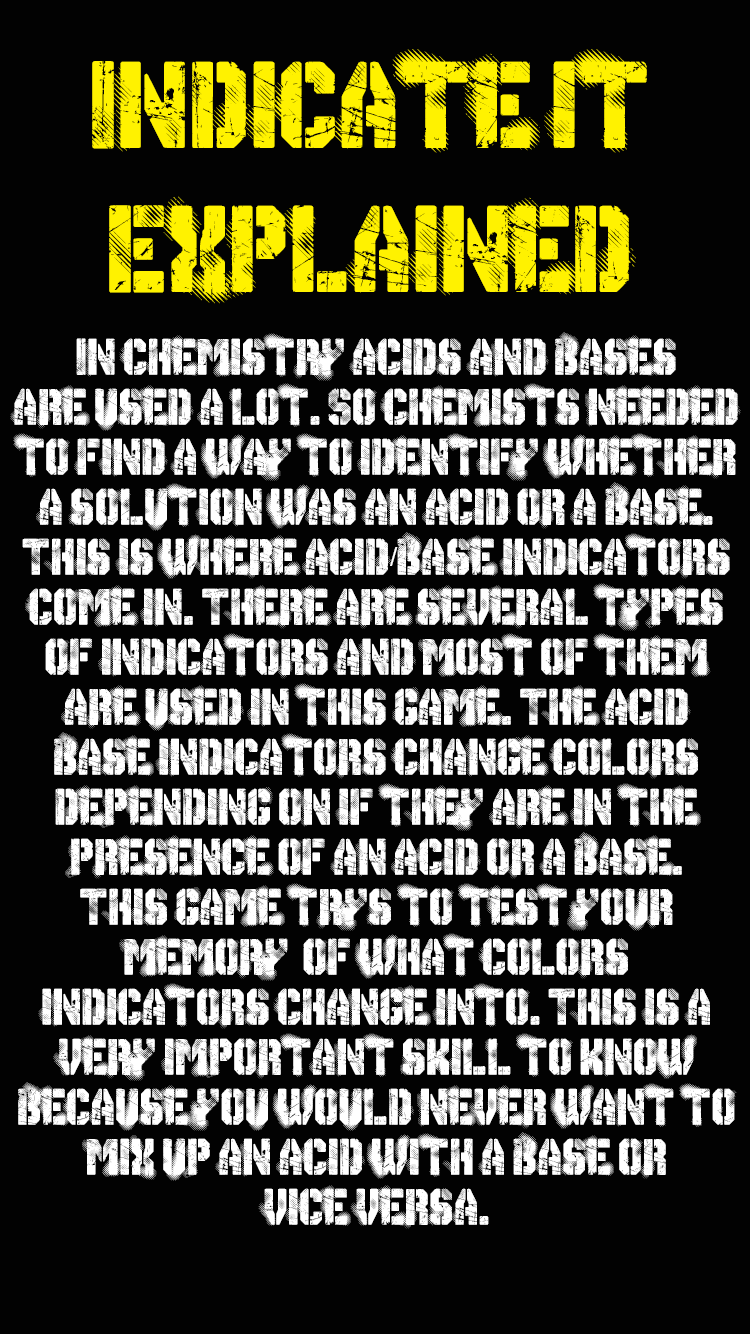 INDICATE IT
EXPLAINED
IN CHEMISTRY ACIDS AND BASES
ARE USED A LOT. SO CHEMISTS NEEDED
TO FIND A WAY TO IDENTIFY WHETHER
A SOLUTION WAS AN ACID OR A BASE.
THIS IS WHERE ACID/BASE INDICATORS
COME IN. THERE ARE SEVERAL TYPES
OF INDICATORS AND MOST OF THEM
ARE USED IN THIS GAME. THE ACID
BASE INDICATORS CHANGE COLORS
DEPENDING ON IF THEY ARE IN THE
PRESENCE OF AN ACID OR A BASE.
THIS GAME TRYS TO TEST YOUR
MEMORY OF WHAT COLORS
INDICATORS CHANGE INTO. THIS IS A
VERY IMPORTANT SKILL TO KNOW
BECAUSE YOU WOULD NEVER WANT TO
MIX UP AN ACID WITH A BASE OR
VICE VERSA.